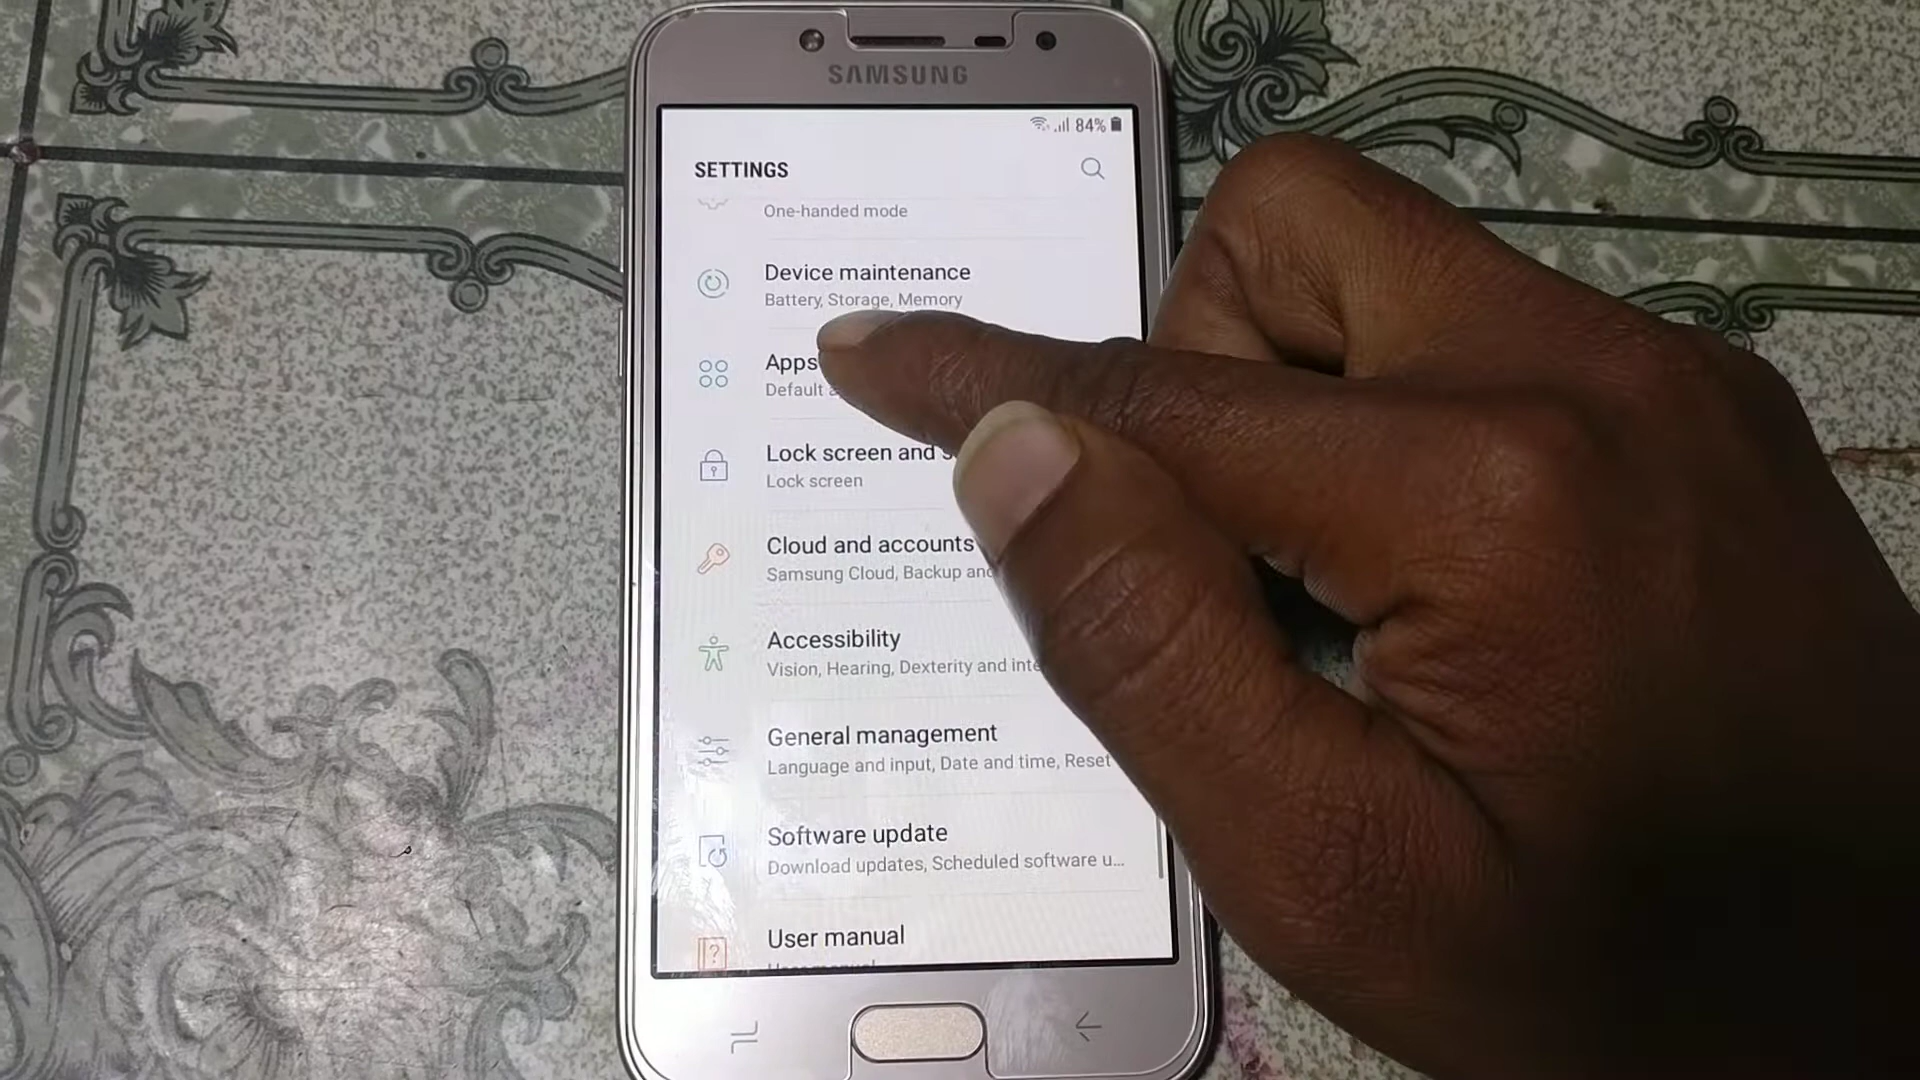 SAMSUNG
84%
SETTINGS
One-handed mode
Device maintenance
Battery, Storage, Memory
Apps
Default
Lock screen and
Lock screen
Cloud and accounts
Samsung Cloud, Backup and
Accessibility
Vision, Hearing, Dexterity and
General management
Language and input, Date and time, Reset
Software update
Download updates, Scheduled software u...
User manual